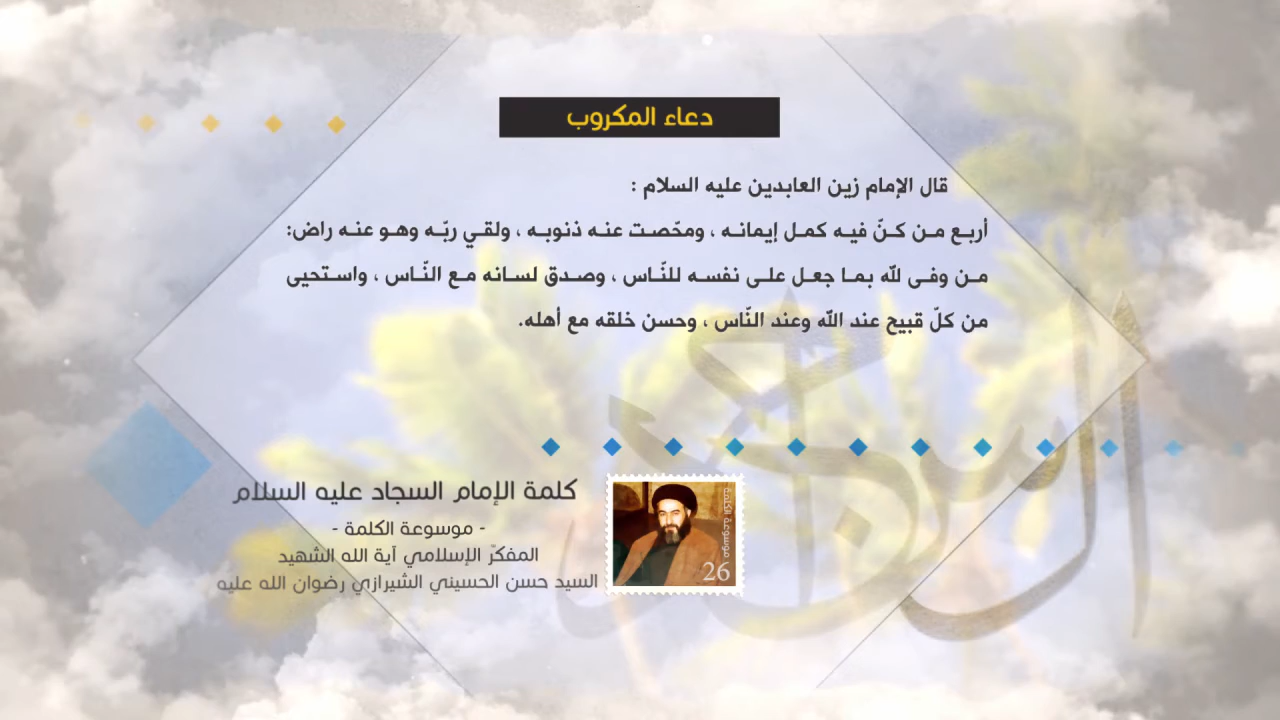 دعاء المكروب
قال الإمام زين العابدين عليه السلام :
أربع من كنّ فيه كمل إيمانه ، ومحّصت عنه ذنوبه ، ولقي ربّه وهو عنه راض:
من وفى لله بما جعل على نفسه للنّاس ، وصدق لسانه مع النّاس ، واستحيى
من كلّ قبيح عند الله وعند النّاس ، وحسن خلقه مع أهله.
كلمة الإمام السجاد عليه السلام
- موسوعة الكلمة -
المفكرّ الإسلامي آية الله الشهيد
السيد حسن الحسيني الشيرازي رضوان الله عليه
موسوعة الكلمة
26
السجاد